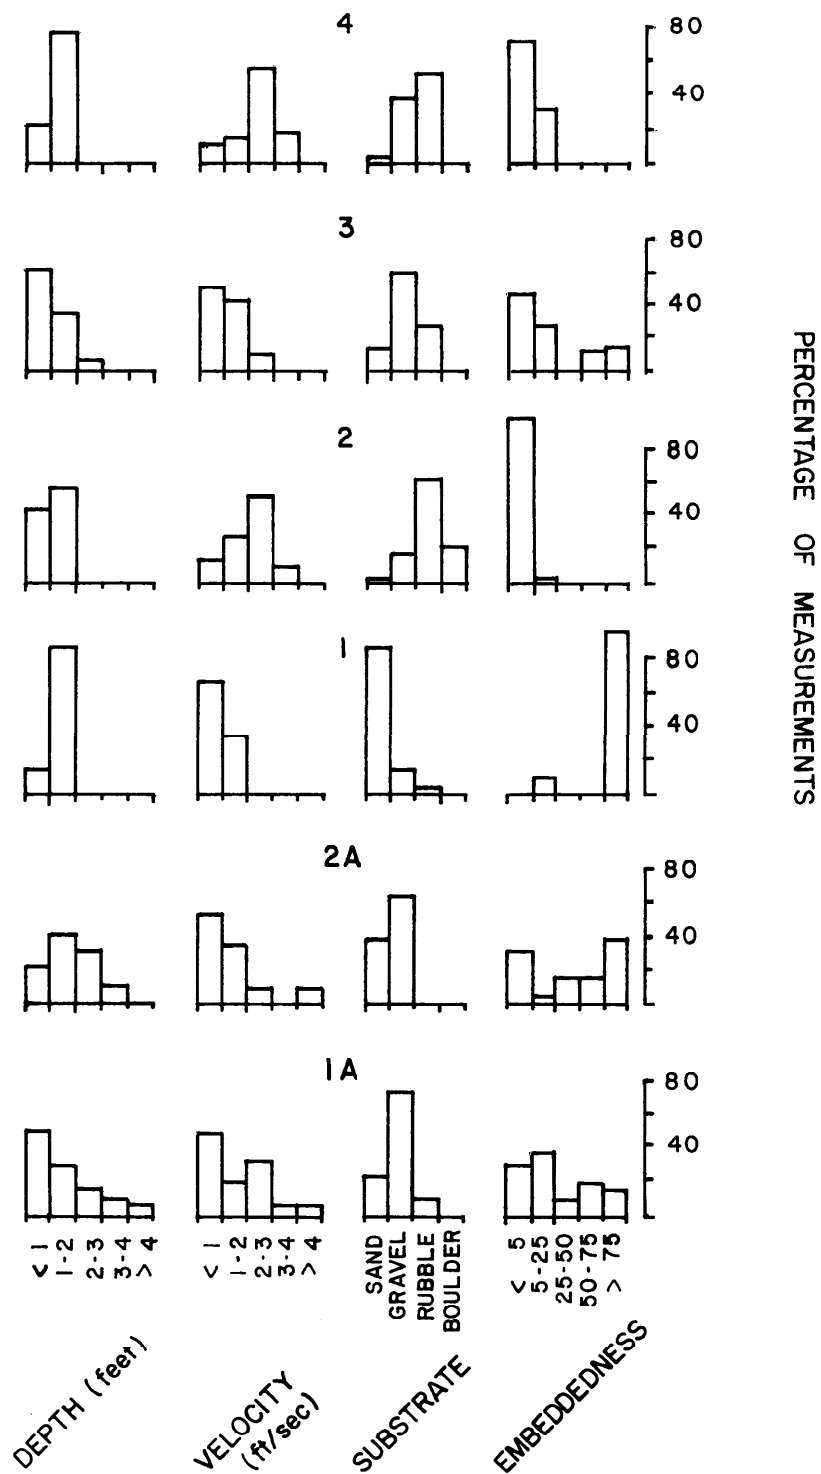 4
80
40
3
80
40
2
80
40
1
80
40
2A
80
40
1A
80
40
< 1
1-2
2-3
3-4
> 4
< 1
1-2
2-3
3-4
> 4
SAND
GRAVEL
RUBBLE
BOULDER
< 5
5-25
25-50
50-75
> 75
DEPTH (feet)
VELOCITY
(ft/sec)
SUBSTRATE
EMBEDDEDNESS
PERCENTAGE OF MEASUREMENTS